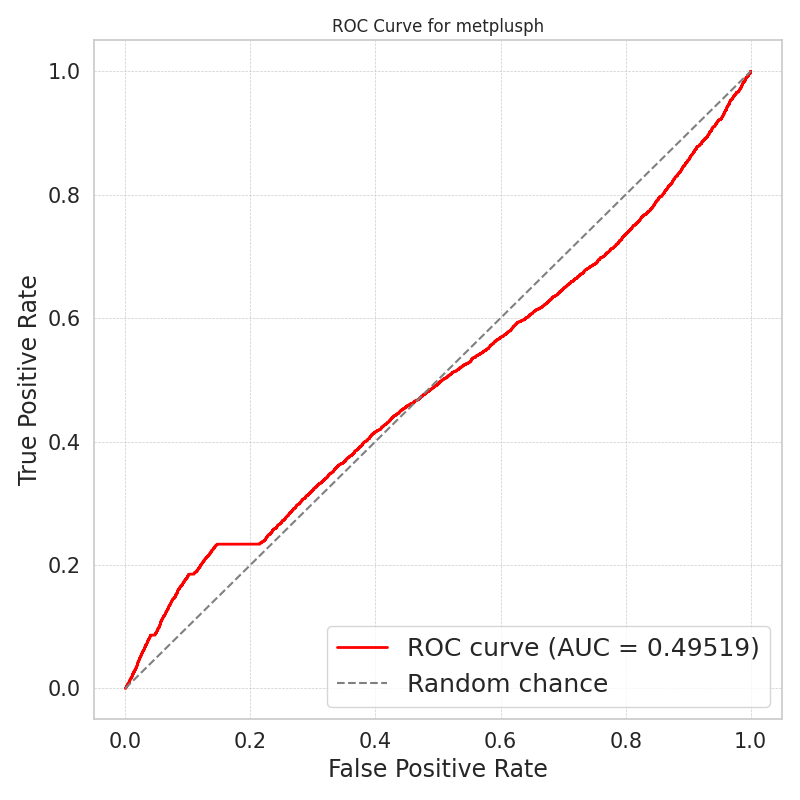 ROC Curve for metplusph
True Positive Rate
1.0
0.8
0.6
0.4
0.2
0.0
ROC curve (AUC = 0.49519)
Random chance
0.0 0.2 0.4 0.6 0.8 1.0
False Positive Rate